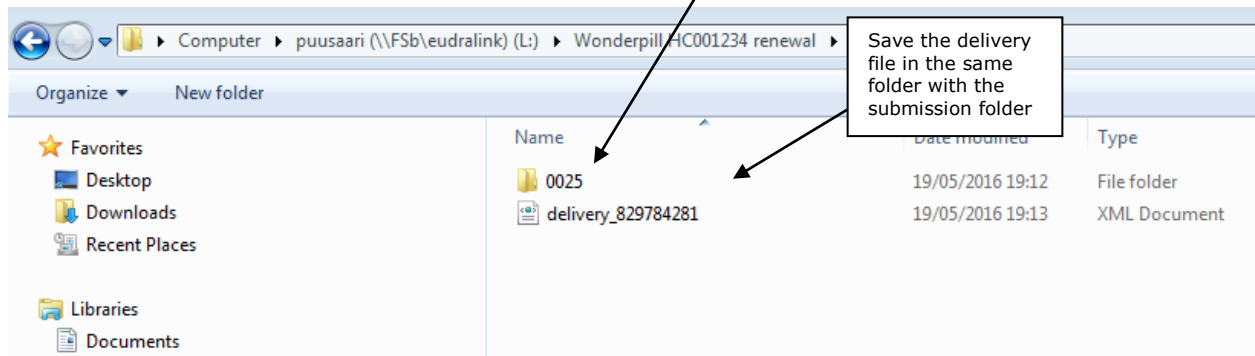 Computer ▸ puusaari (\\FSb\eudralink) (L:) ▸ Wonderpill HC001234 renewal ▸
Save the delivery
file in the same
folder with the
submission folder
Organize ▾ New folder
Favorites
Desktop
Downloads
Recent Places
Libraries
Documents
Name Date modified Type
0025 19/05/2016 19:12 File folder
delivery_829784281 19/05/2016 19:13 XML Document